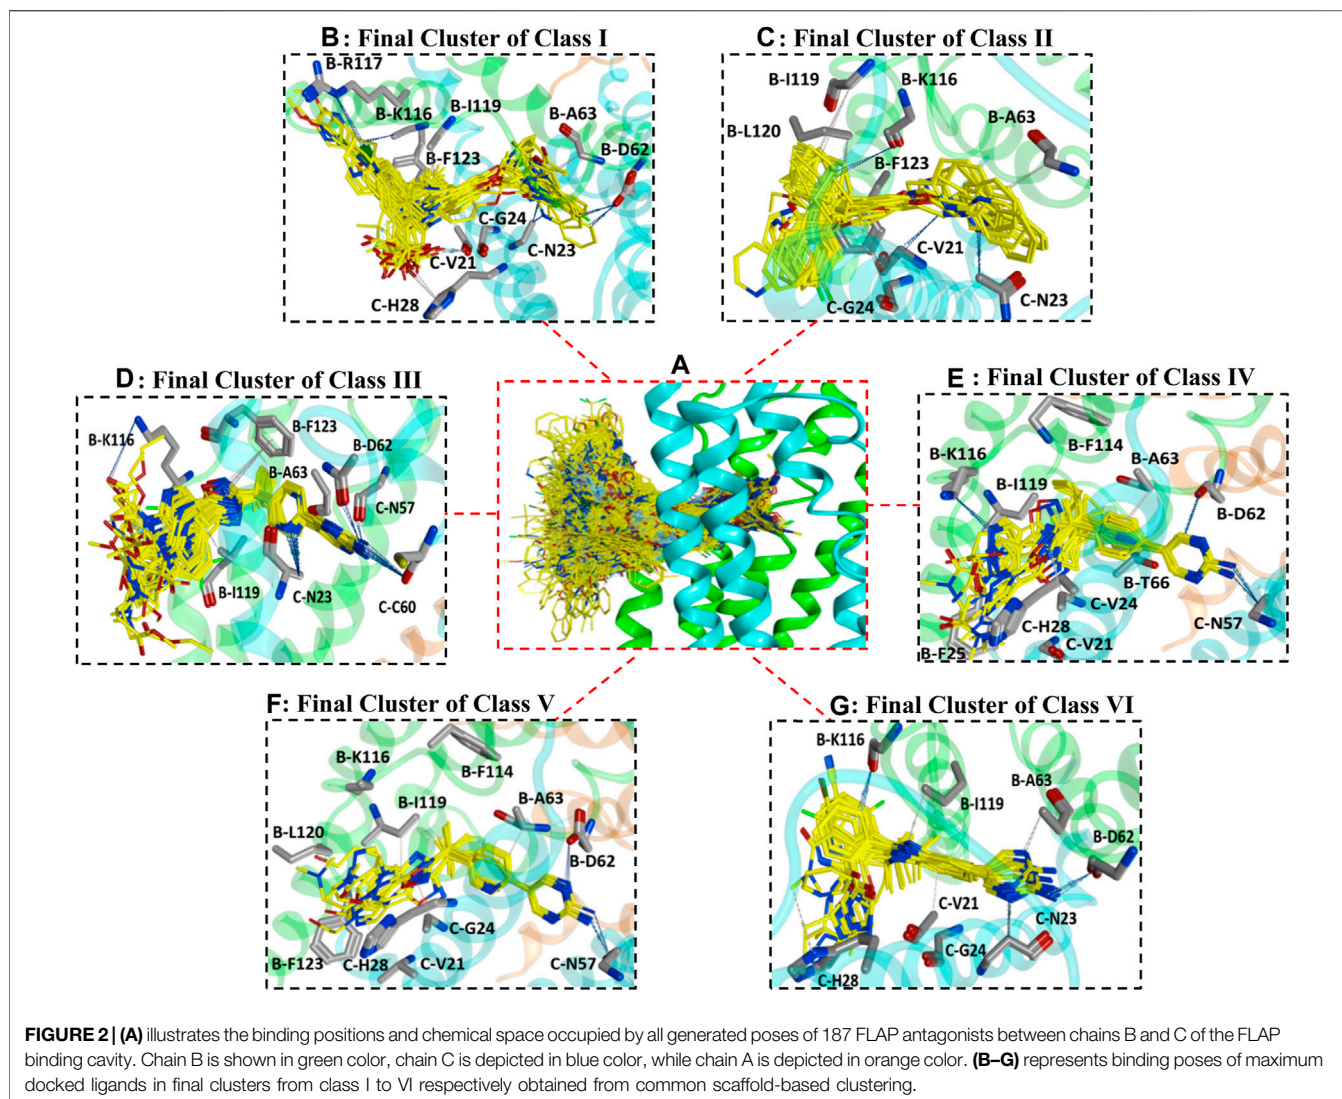 B : Final Cluster of Class I
B-R117
B-K116
B-I119
B-A63
B-F123
B-D62
C-G24
C-V21
C-N23
C-H28
C : Final Cluster of Class II
B-I119
B-K116
B-L120
B-A63
B-F123
C-V21
C-G24
C-N23
D : Final Cluster of Class III
B-K116
B-F123
B-D62
B-A63
C-N57
B-I119
C-N23
C-C60
A
E : Final Cluster of Class IV
B-F114
B-K116
B-A63
B-I119
B-D62
B-T66
C-V24
C-H28
C-N57
B-F25
C-V21
F: Final Cluster of Class V
B-K116
B-F114
B-I119
B-A63
B-L120
B-D62
C-G24
B-F123
C-H28
C-V21
C-N57
G: Final Cluster of Class VI
B-K116
B-A63
B-I119
B-D62
C-V21
C-N23
C-G24
C-H28
FIGURE 2 | (A) illustrates the binding positions and chemical space occupied by all generated poses of 187 FLAP antagonists between chains B and C of the FLAP
binding cavity. Chain B is shown in green color, chain C is depicted in blue color, while chain A is depicted in orange color. (B–G) represents binding poses of maximum
docked ligands in final clusters from class I to VI respectively obtained from common scaffold-based clustering.